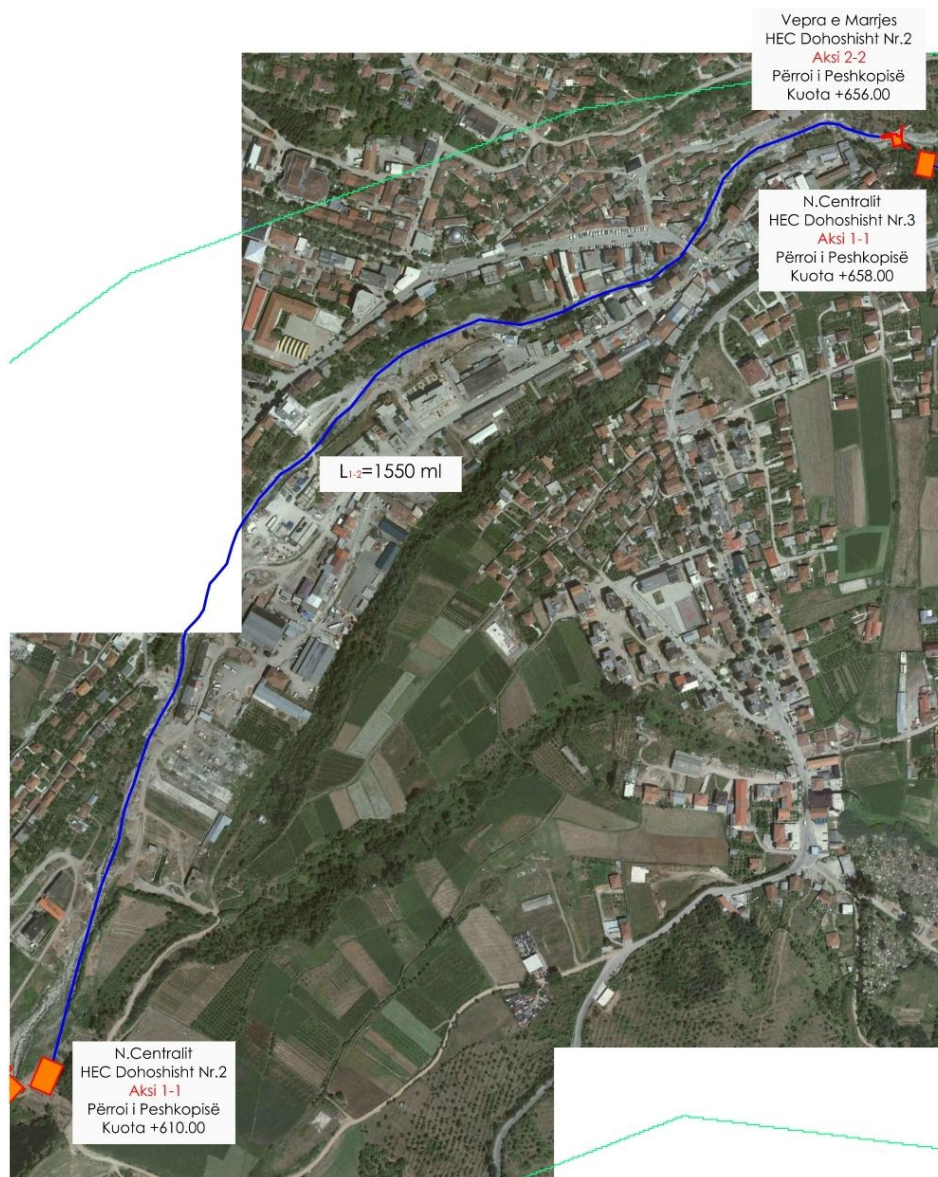 Vepra e Marrjes
HEC Dohoshisht Nr.2
Aksi 2-2
Përroi i Peshkopisë
Kuota +656.00
N.Centralit
HEC Dohoshisht Nr.3
Aksi 1-1
Përroi i Peshkopisë
Kuota +658.00
L1-2=1550 ml
N.Centralit
HEC Dohoshisht Nr.2
Aksi 1-1
Përroi i Peshkopisë
Kuota +610.00